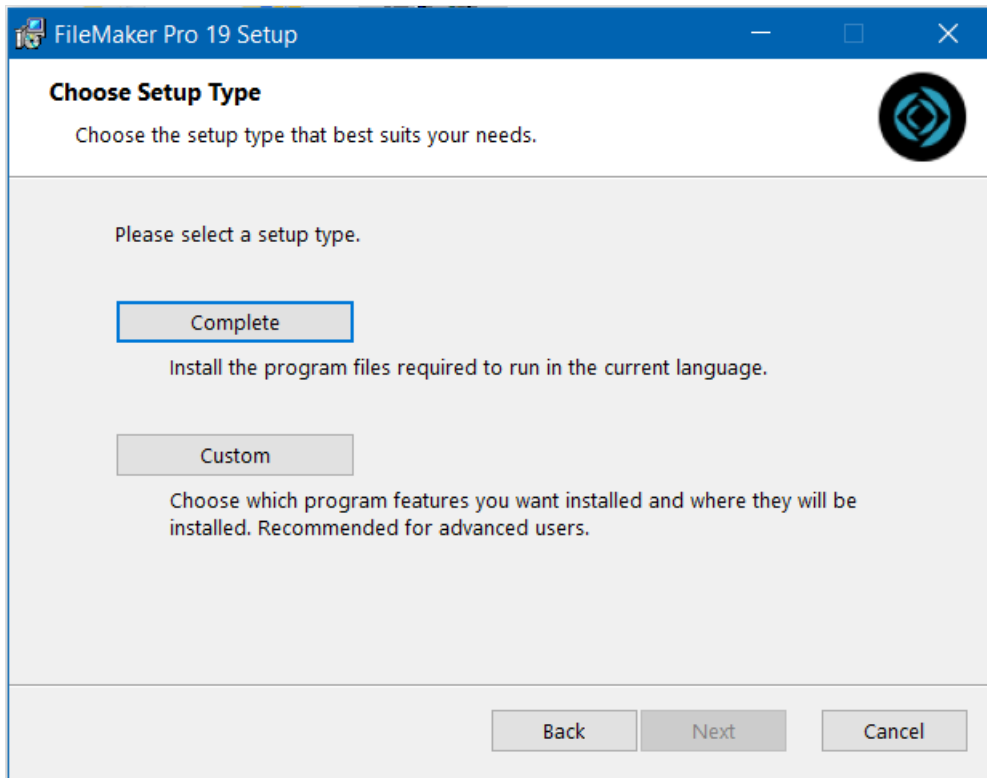 FileMaker Pro 19 Setup
Choose Setup Type
Choose the setup type that best suits your needs.
Please select a setup type.
Complete
Install the program files required to run in the current language.
Custom
Choose which program features you want installed and where they will be
installed. Recommended for advanced users.
Back
Next
Cancel